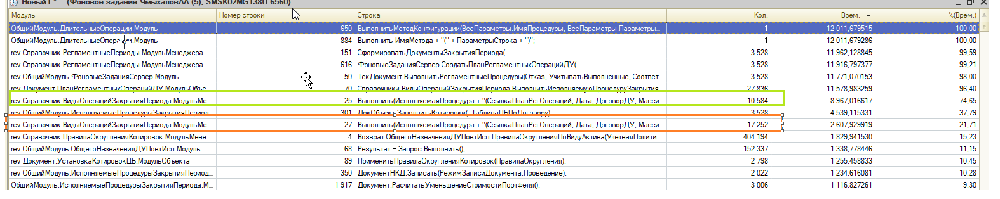 (Фоновое задание:ЧмыхаловАА (5), SMSK02MGT38U:6560)
Модуль Номер строки Строка Кол. Врем. %(Врем.)
ОбщийМодуль.ДлительныеОперации.Модуль 650 ВыполнитьМетодКонфигурации(ВсеПараметры.ИмяПроцедуры, ВсеПараметры.Параметры... 1 12 011,679515 100,00
ОбщийМодуль.ДлительныеОперации.Модуль 884 Выполнить ИмяМетода + "(" + ПараметрыСтрока + ")"; 1 12 011,679286 100,00
rev Справочник.РегламентныеПериоды.МодульМенеджера 151 СформироватьДокументыЗакрытияПериода( 3 528 11 962,128845 99,59
rev Справочник.РегламентныеПериоды.МодульМенеджера 616 ФоновыеЗаданияСервер.СоздатьПланРегламентныхОперацийДУ( 3 528 11 916,797377 99,21
rev ОбщийМодуль.ФоновыеЗаданияСервер.Модуль 50 ТекДокумент.ВыполнитьРегламентныеПроцедуры(Отказ, УчитыватьВыполненные, Соответ... 3 528 11 771,070153 98,00
rev Документ.ПланРегламентныхОперацийДУ.МодульОбъе... 70 Справочники.ВидыОперацийЗакрытияПериода.ВыполнитьИсполняемуюПроцедуруЗакрытия... 27 836 11 578,983259 96,40
rev Справочник.ВидыОперацийЗакрытияПериода.МодульМе... 25 Выполнить(ИсполняемаяПроцедура + "(СсылкаПланРегОпераций, Дата, ДоговорДУ, Масси... 10 584 8 967,016617 74,65
rev ОбщийМодуль.ИсполняемыеПроцедурыЗакрытияПериод... 301 ДокОбъект.ЗаполнитьКотировки( ,ТаблицаЦБПоДоговору); 3 528 4 539,115331 37,79
rev Справочник.ВидыОперацийЗакрытияПериода.МодульМе... 27 Выполнить(ИсполняемаяПроцедура + "(СсылкаПланРегОпераций, Дата, ДоговорДУ, Масси... 17 252 2 607,929919 21,71
rev Справочник.ПравилаОкругленияКотировок.МодульМене... 4 Возврат ОбщегоНазначенияДУПовтИсп.ПравилаОкругленияПоВидуАктива(УчетнаяПолити... 404 194 1 829,941530 15,23
rev ОбщийМодуль.ОбщегоНазначенияДУПовтИсп.Модуль 68 Результат = Запрос.Выполнить(); 152 337 1 338,778446 11,15
rev Документ.УстановкаКотировокЦБ.МодульОбъекта 89 ПрименитьПравилаОкругленияКотировок(ПравилаОкругления); 2 798 1 255,458833 10,45
rev ОбщийМодуль.ИсполняемыеПроцедурыЗакрытияПериод... 350 ДокументНКД.Записать(РежимЗаписиДокумента.Проведение); 2 022 1 234,616081 10,28
ОбщийМодуль.ИсполняемыеПроцедурыЗакрытияПериода.М... 1 917 Документ.РасчитатьУменьшениеСтоимостиПортфеля(); 3 006 1 116,827261 9,30